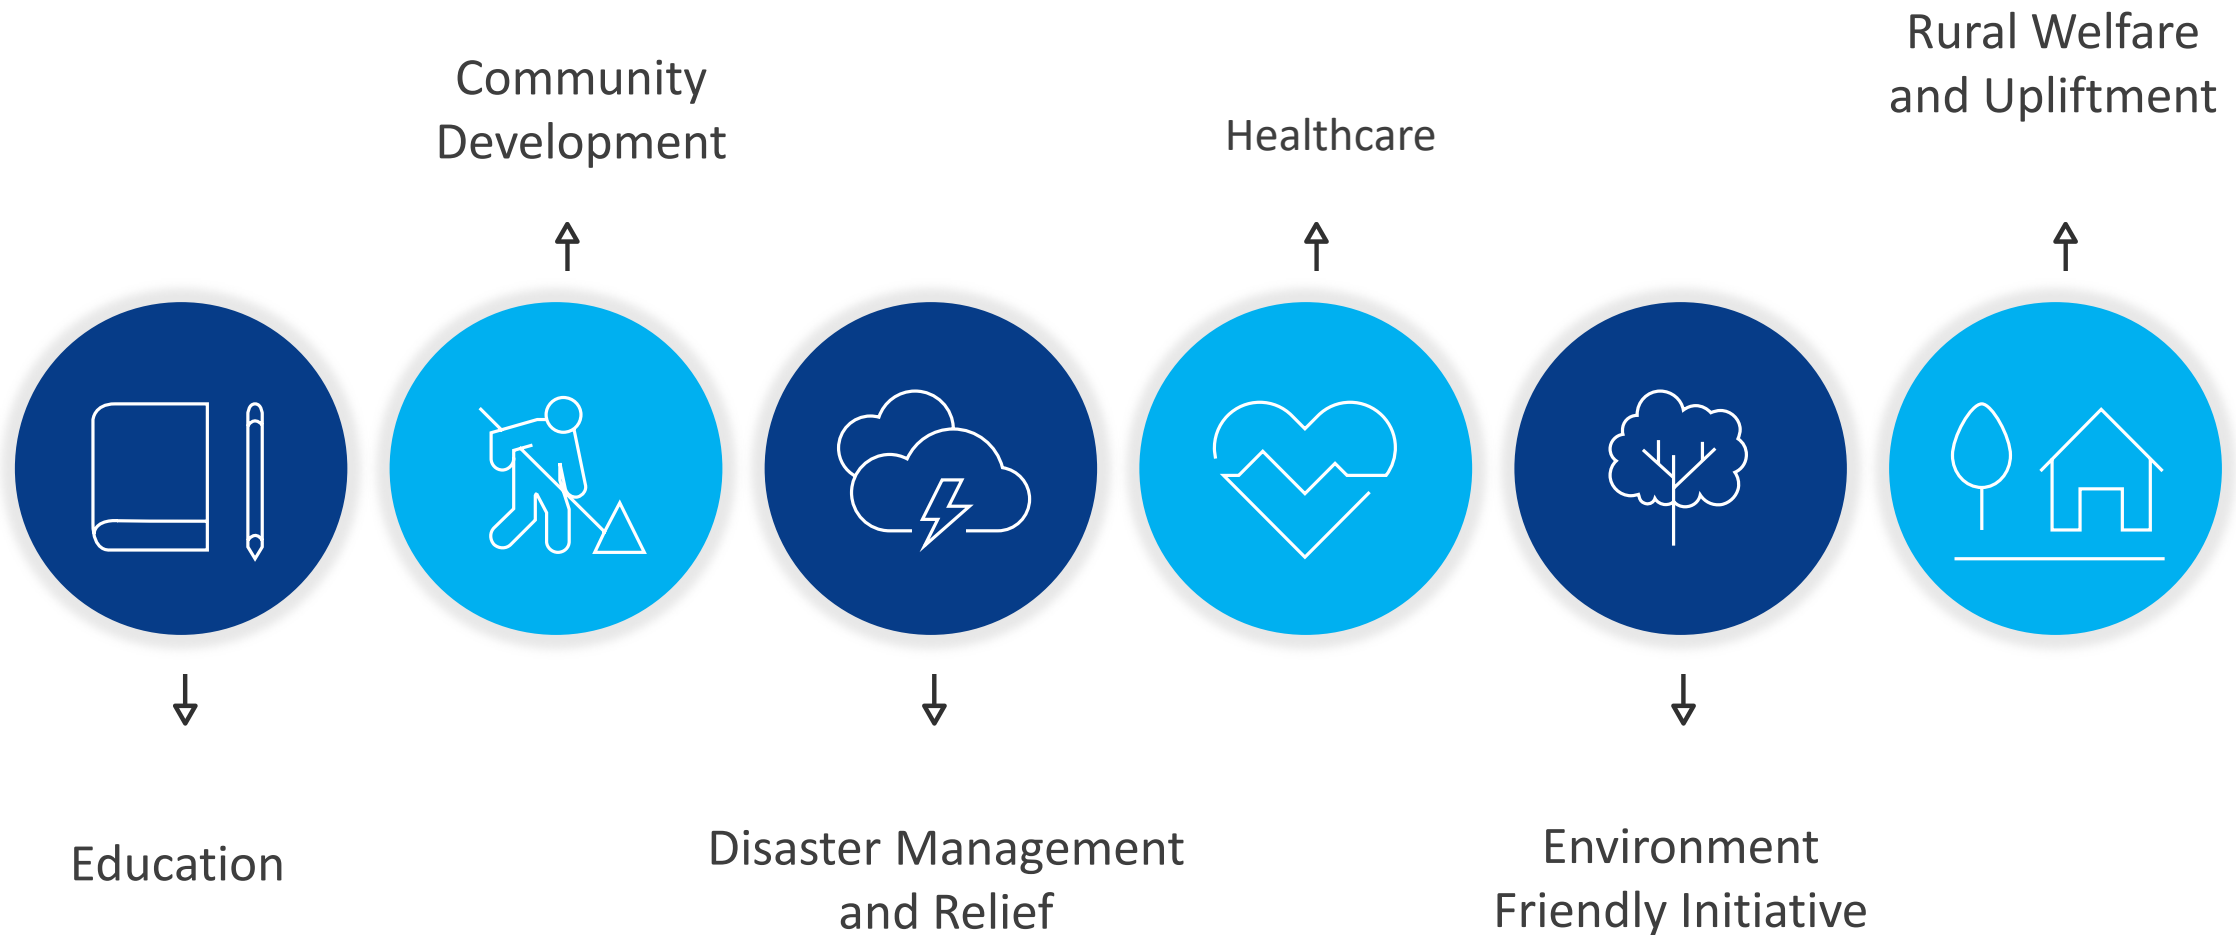 Rural Welfare
and Upliftment
Community
Development
Healthcare
Education
Disaster Management
and Relief
Environment
Friendly Initiative